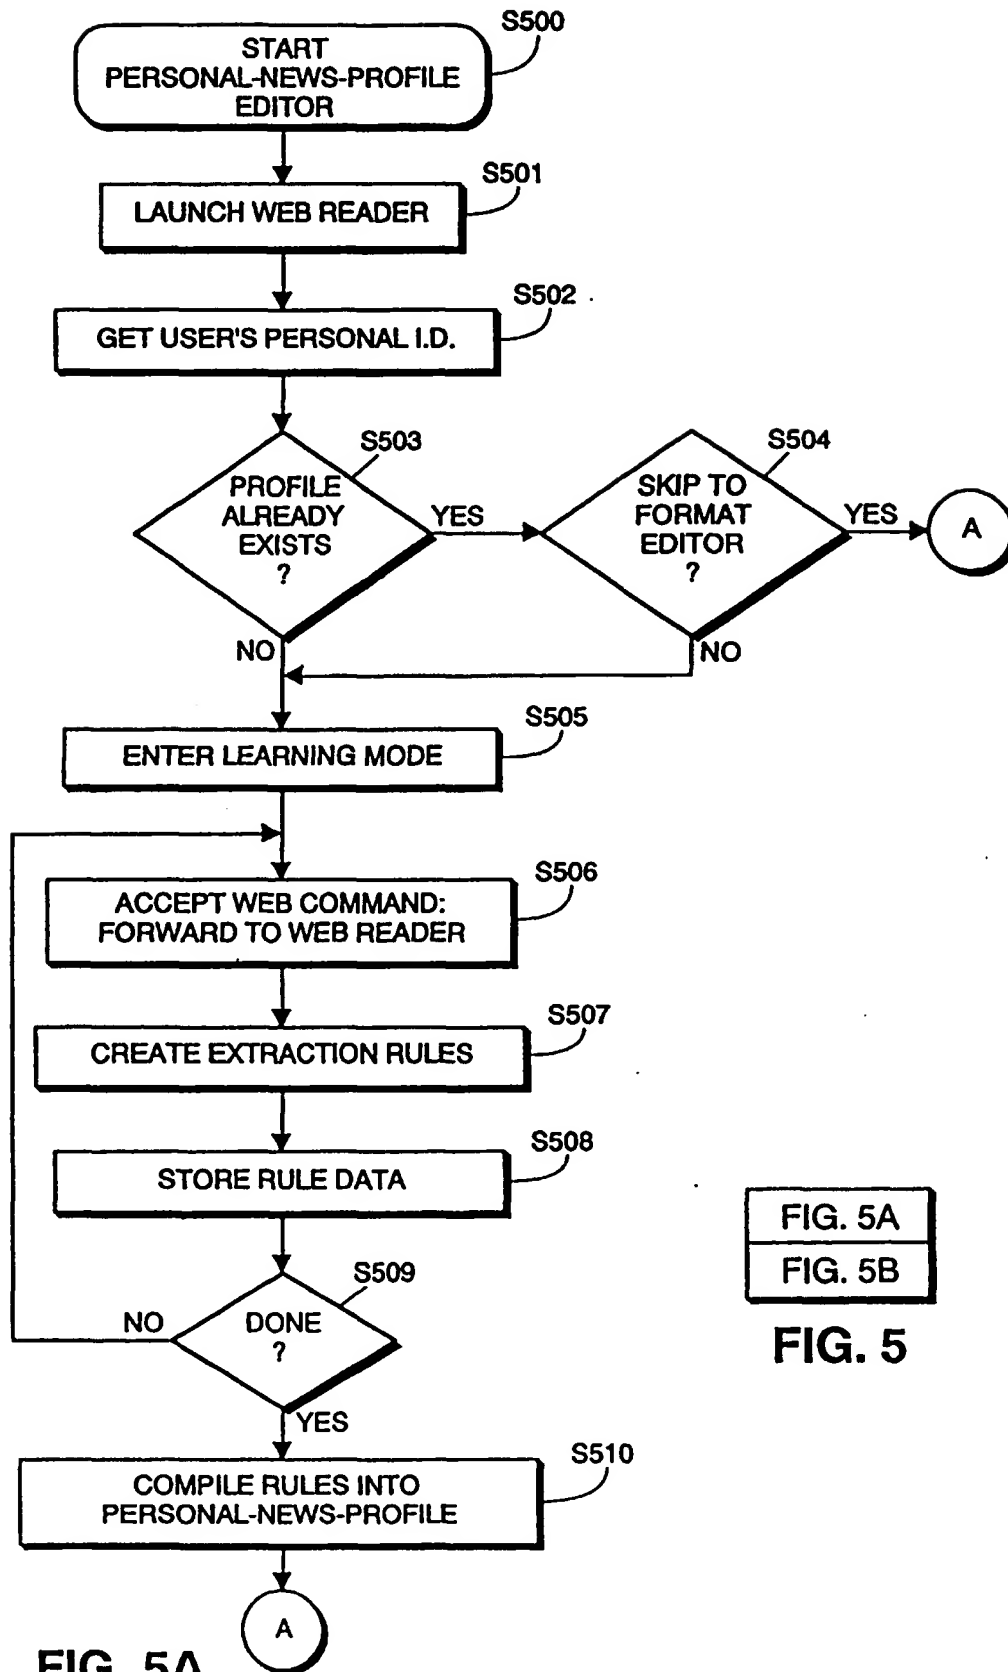 S500
START
PERSONAL-NEWS-PROFILE
EDITOR
S501
LAUNCH WEB READER
S502
GET USER'S PERSONAL I.D.
S503
PROFILE
ALREADY
EXISTS
?
YES
NO
S504
SKIP TO
FORMAT
EDITOR
?
YES
A
NO
S505
ENTER LEARNING MODE
S506
ACCEPT WEB COMMAND:
FORWARD TO WEB READER
S507
CREATE EXTRACTION RULES
S508
STORE RULE DATA
S509
DONE
?
NO
YES
S510
COMPILE RULES INTO
PERSONAL-NEWS-PROFILE
A
FIG. 5A
FIG. 5B
FIG. 5
FIG. 5A